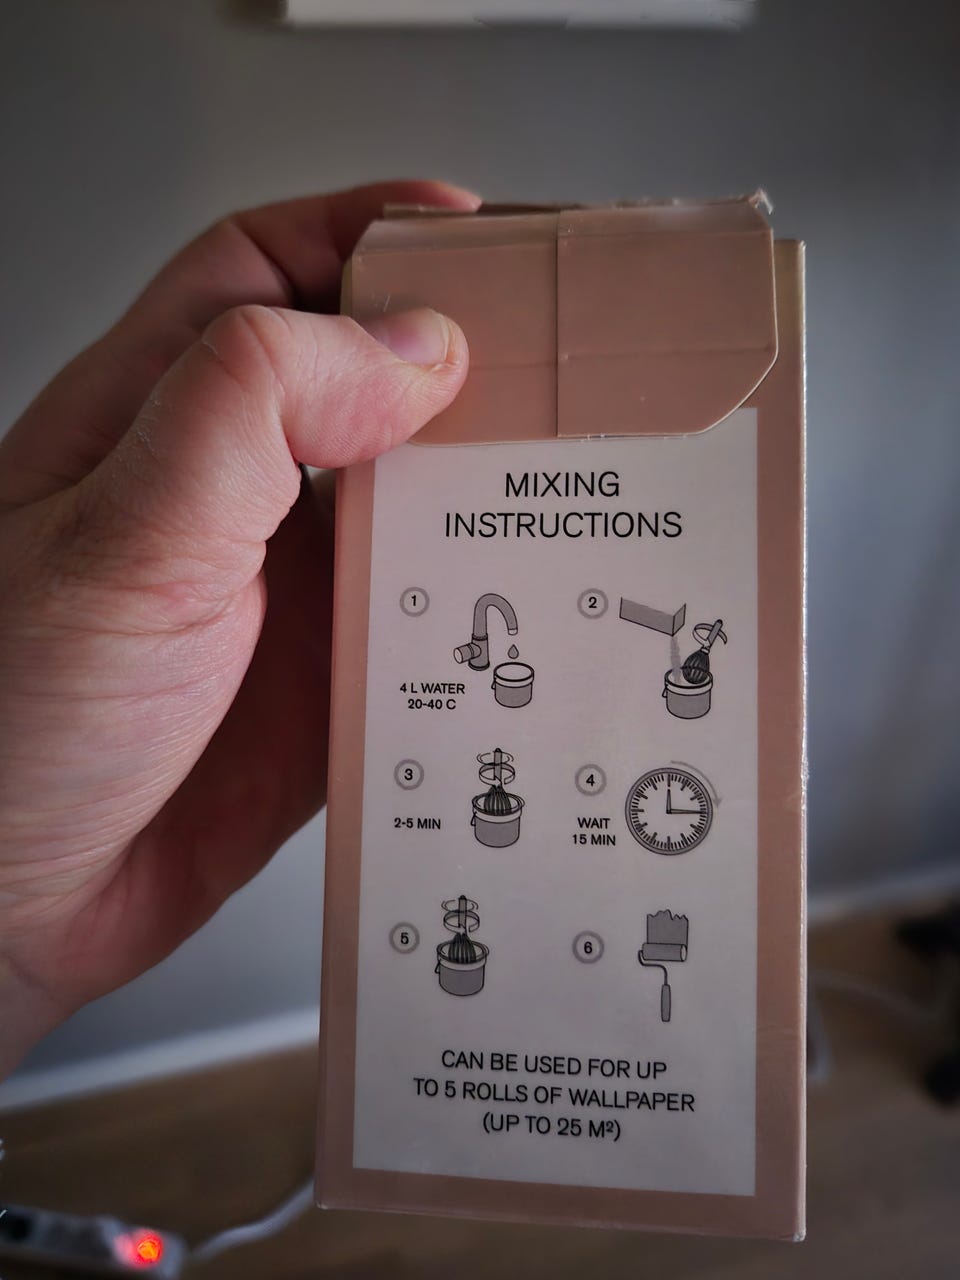 MIXING
INSTRUCTIONS
1
2
4 L WATER
20-40 C
3
2-5 MIN
4
WAIT
15 MIN
5
6
CAN BE USED FOR UP
TO 5 ROLLS OF WALLPAPER
(UP TO 25 M²)